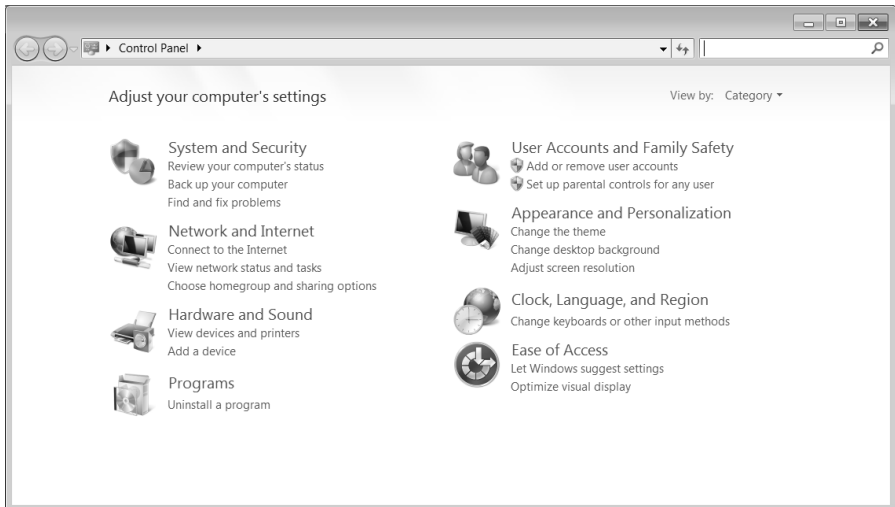 Control Panel
Adjust your computer's settings
View by: Category
System and Security
Review your computer's status
Back up your computer
Find and fix problems
Network and Internet
Connect to the Internet
View network status and tasks
Choose homegroup and sharing options
Hardware and Sound
View devices and printers
Add a device
Programs
Uninstall a program
User Accounts and Family Safety
Add or remove user accounts
Set up parental controls for any user
Appearance and Personalization
Change the theme
Change desktop background
Adjust screen resolution
Clock, Language, and Region
Change keyboards or other input methods
Ease of Access
Let Windows suggest settings
Optimize visual display